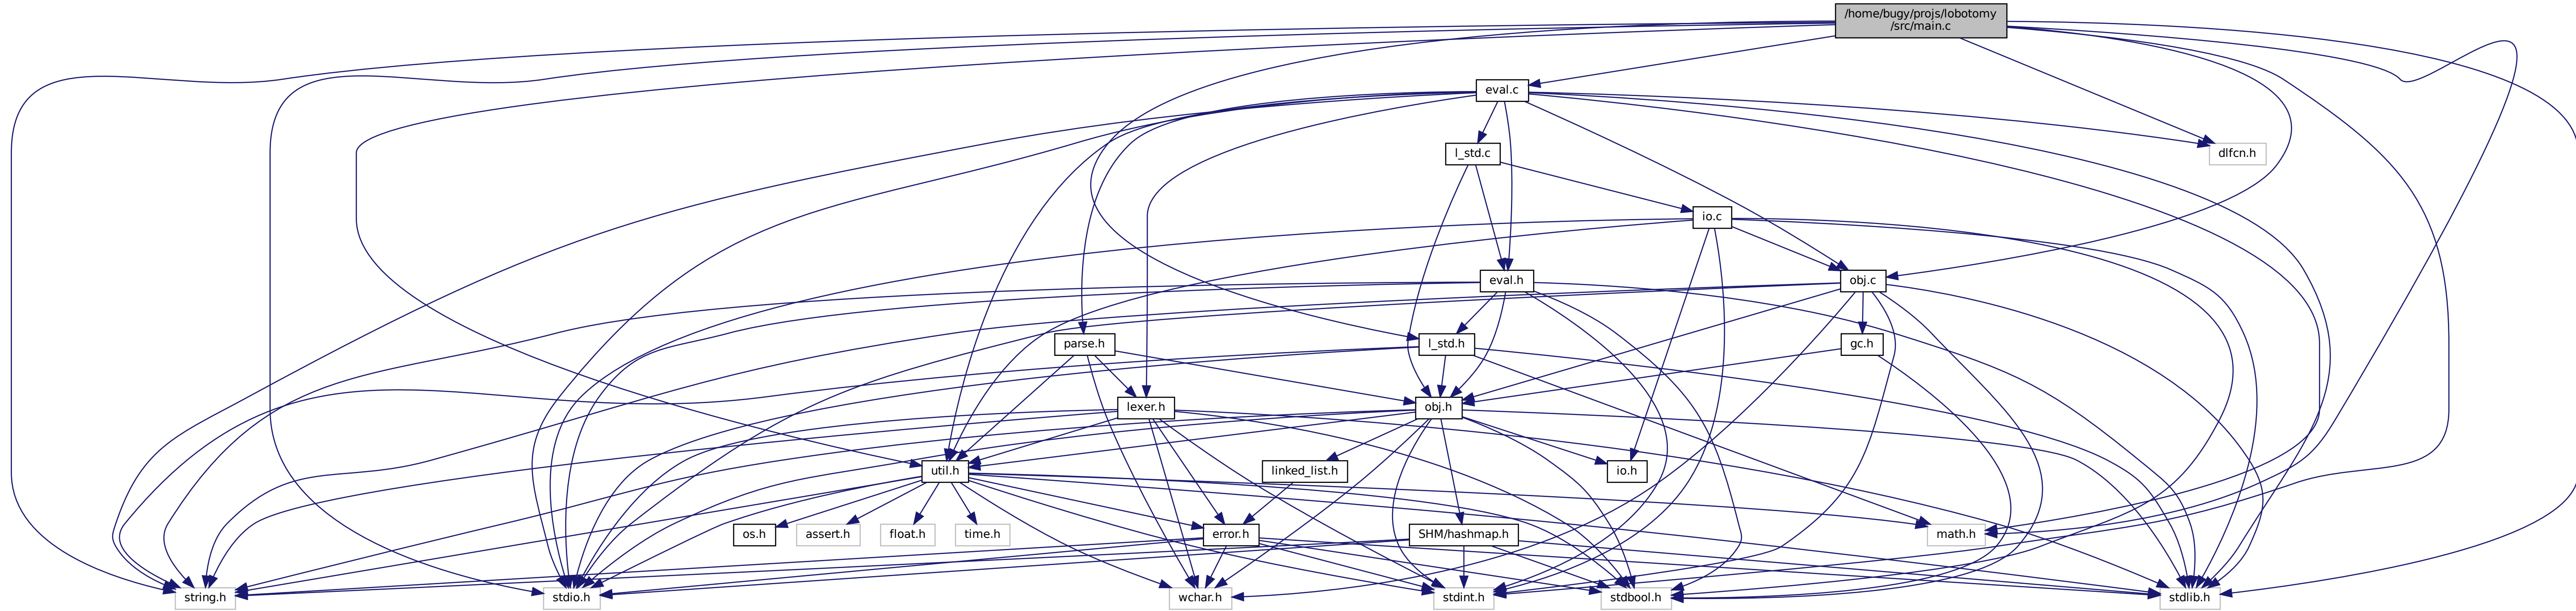 /home/bugy/projs/lobotomy
/src/main.c
eval.c
l_std.c
dlfcn.h
io.c
eval.h
obj.c
parse.h
l_std.h
gc.h
lexer.h
obj.h
util.h
linked_list.h
io.h
os.h
assert.h
float.h
time.h
error.h
SHM/hashmap.h
math.h
string.h
stdio.h
wchar.h
stdint.h
stdbool.h
stdlib.h